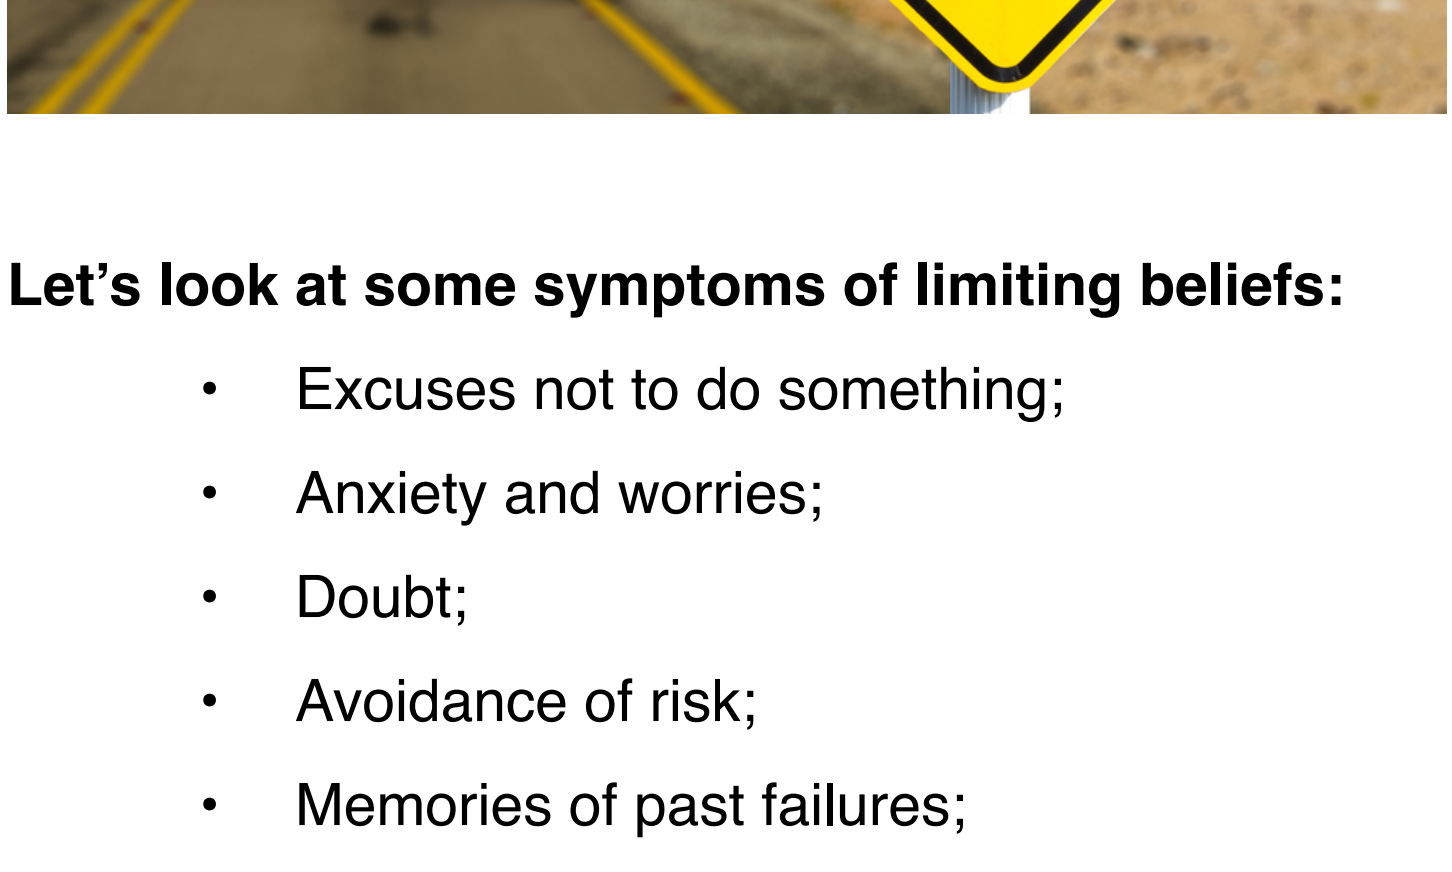 Let’s look at some symptoms of limiting beliefs:
• Excuses not to do something;
• Anxiety and worries;
• Doubt;
• Avoidance of risk;
• Memories of past failures;